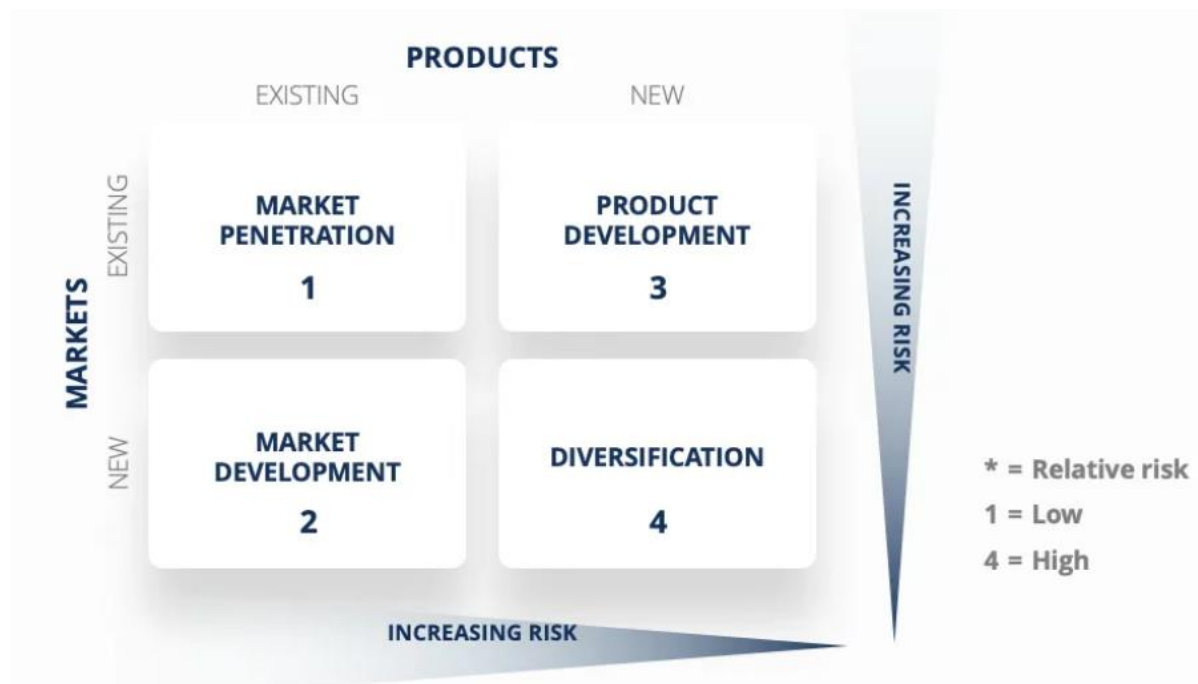 PRODUCTS
EXISTING
NEW
MARKETS
EXISTING
MARKET
PENETRATION
1
PRODUCT
DEVELOPMENT
3
NEW
MARKET
DEVELOPMENT
2
DIVERSIFICATION
4
INCREASING RISK
INCREASING RISK
* = Relative risk
1 = Low
4 = High